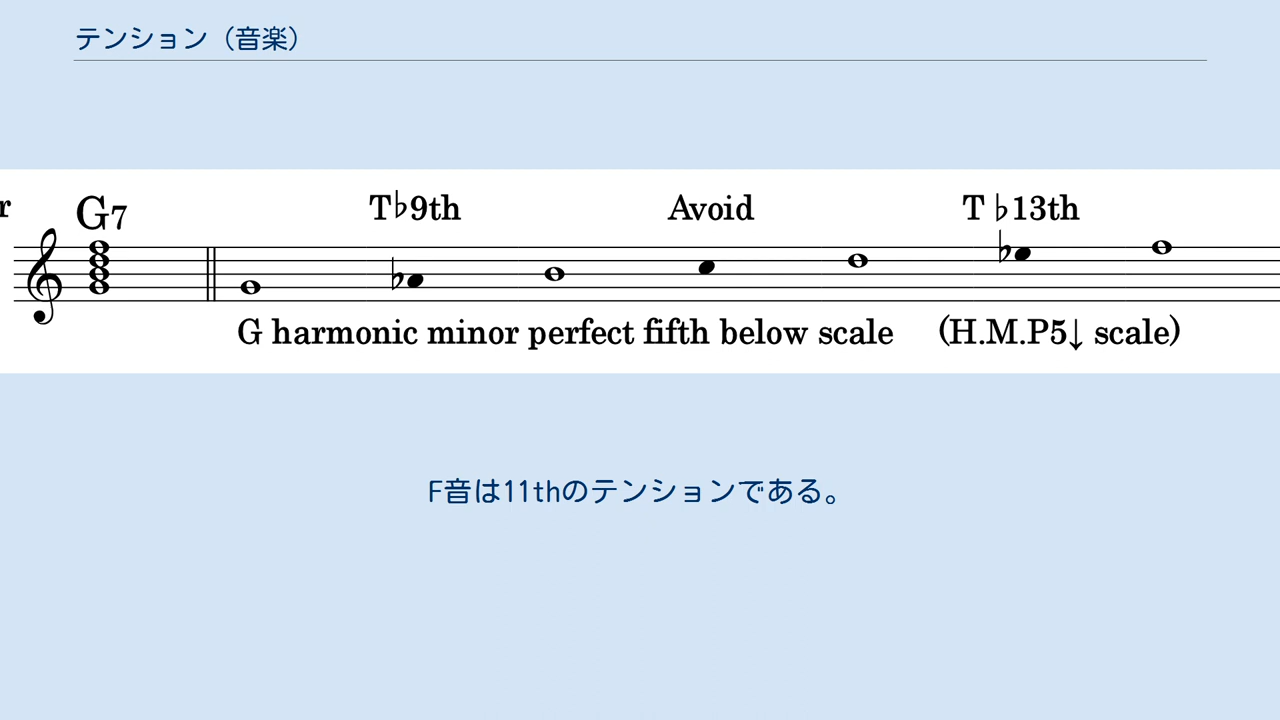 テンション（音楽）
r G7 T♭9th Avoid T ♭13th
G harmonic minor perfect fifth below scale (H.M.P5↓ scale)
F音は11thのテンションである。